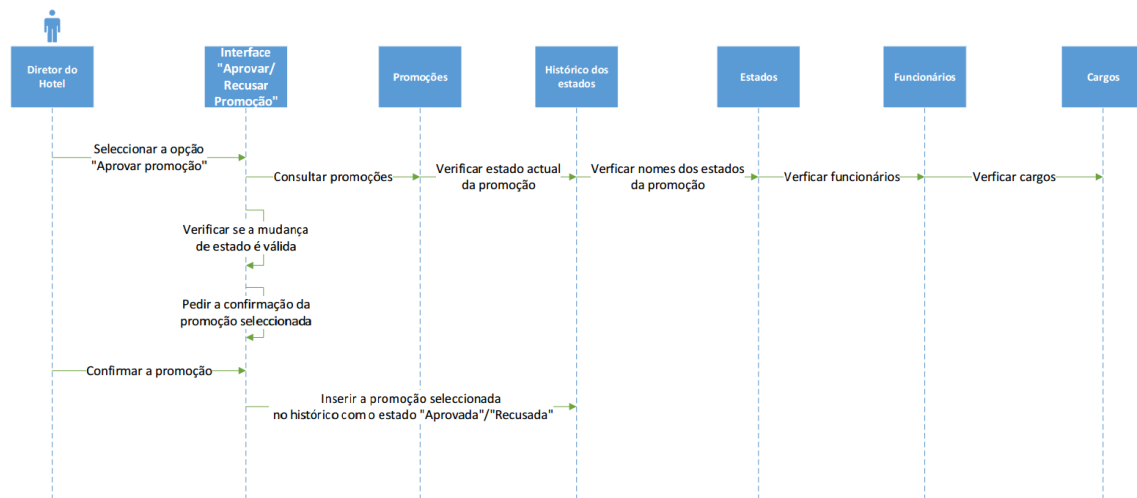 Diretor do
Hotel
Interface
"Aprovar/
Recusar
Promoção"
Promoções
Histórico dos
estados
Estados
Funcionários
Cargos
Seleccionar a opção
"Aprovar promoção"
Consultar promoções
Verificar estado actual
da promoção
Verficar nomes dos estados
da promoção
Verficar funcionários
Verficar cargos
Verificar se a mudança
de estado é válida
Pedir a confirmação da
promoção seleccionada
Confirmar a promoção
Inserir a promoção seleccionada
no histórico com o estado "Aprovada"/"Recusada"